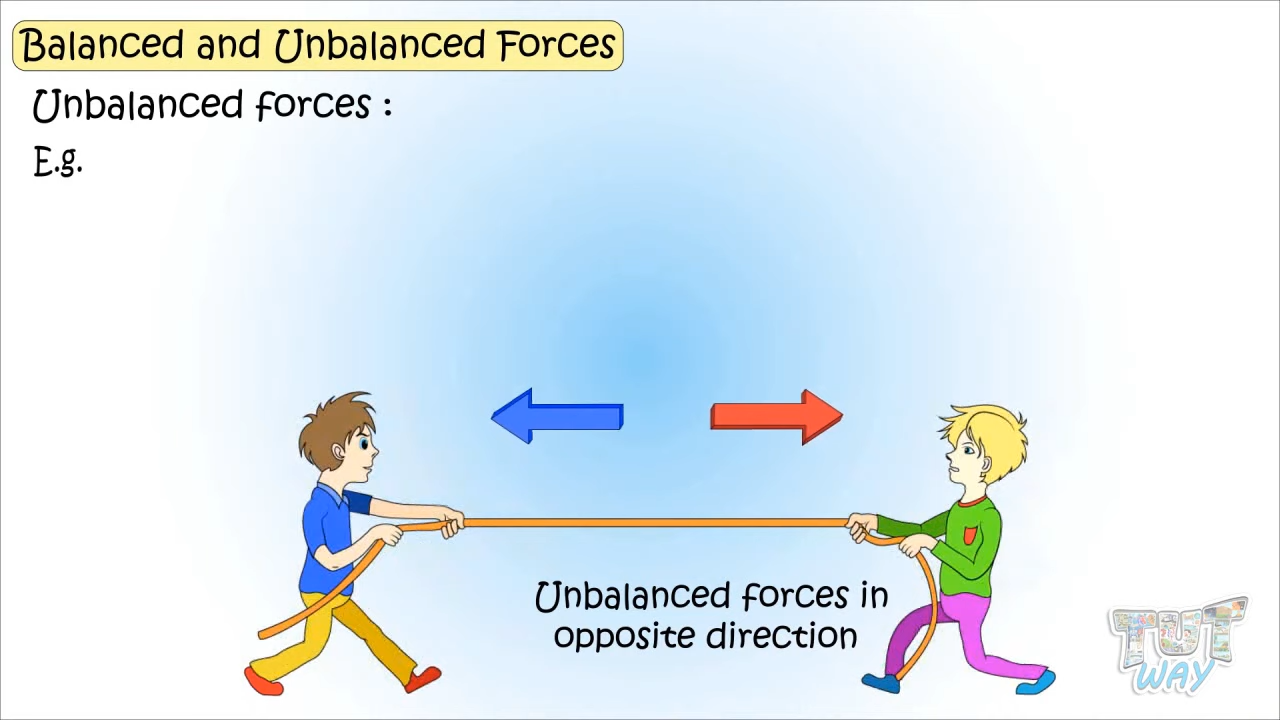 Balanced and Unbalanced Forces
Unbalanced forces :
E.g.
Unbalanced forces in
opposite direction
TUT
WAY